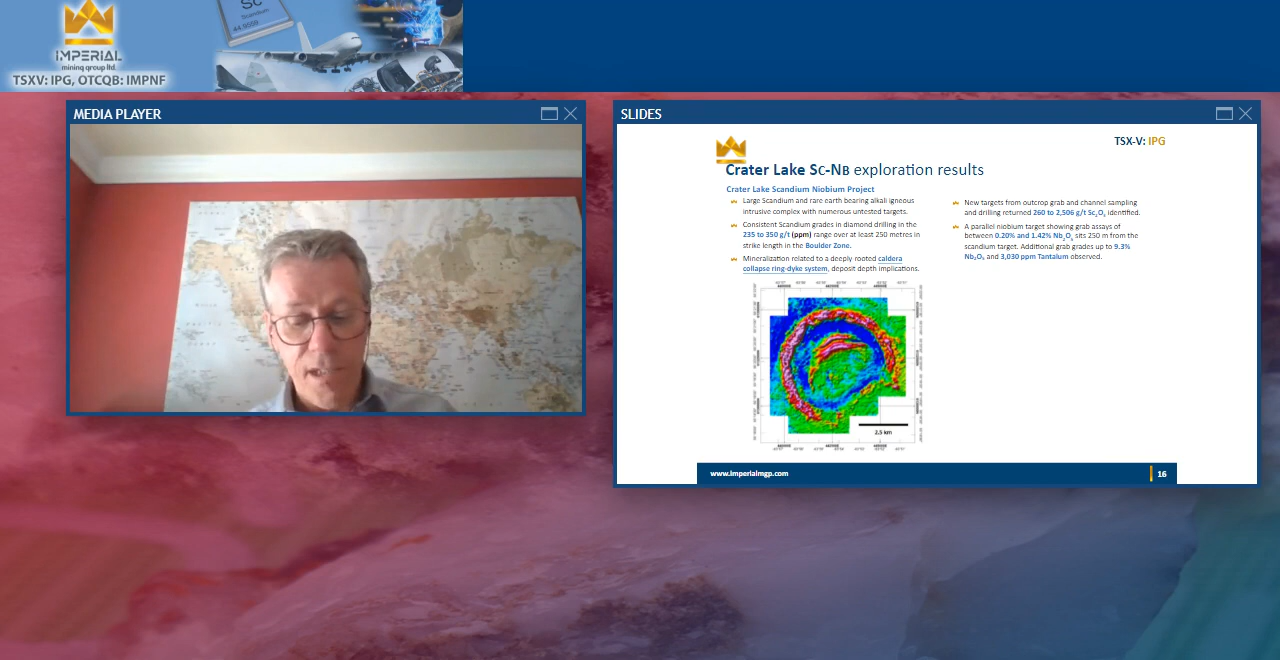 Sc
Scandium
44.9559
IMPERIAL
mining group ltd.
TSXV: IPG, OTCQB: IMPNF
MEDIA PLAYER
SLIDES
TSX-V: IPG
Crater Lake Sc-Nb exploration results
Crater Lake Scandium Niobium Project
Large Scandium and rare earth bearing alkali igneous
intrusive complex with numerous untested targets.
Consistent Scandium grades in diamond drilling in the
235 to 350 g/t (ppm) range over at least 250 metres in
strike length in the Boulder Zone.
Mineralization related to a deeply rooted caldera
collapse ring-dyke system, deposit depth implications.
New targets from outcrop grab and channel sampling
and drilling returned 260 to 2,506 g/t Sc₂O₃ identified.
A parallel niobium target showing grab assays of
between 0.20% and 1.42% Nb₂O₅ sits 250 m from the
scandium target. Additional grab grades up to 9.3%
Nb₂O₅ and 3,030 ppm Tantalum observed.
2.5 km
www.imperialmgp.com
16